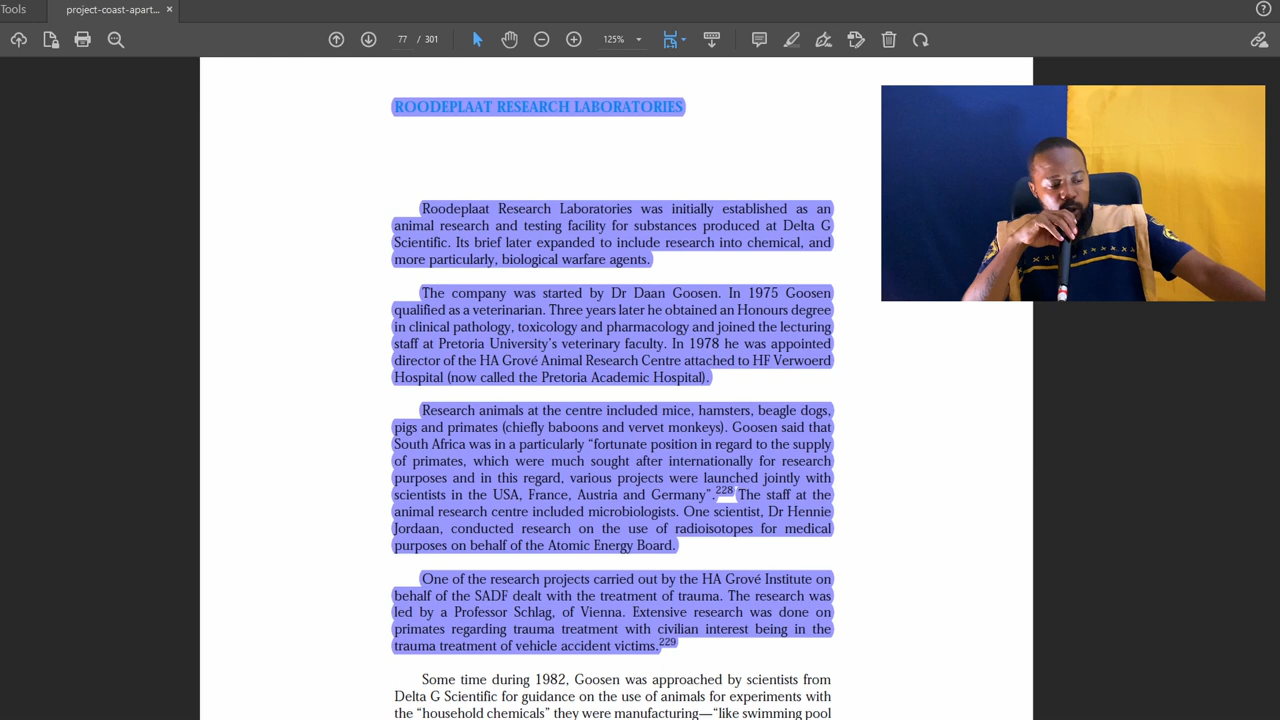 Tools
project-coast-apart... ×
77 / 301
125%
ROODEPLAAT RESEARCH LABORATORIES
Roodeplaat Research Laboratories was initially established as an
animal research and testing facility for substances produced at Delta G
Scientific. Its brief later expanded to include research into chemical, and
more particularly, biological warfare agents.
The company was started by Dr Daan Goosen. In 1975 Goosen
qualified as a veterinarian. Three years later he obtained an Honours degree
in clinical pathology, toxicology and pharmacology and joined the lecturing
staff at Pretoria University’s veterinary faculty. In 1978 he was appointed
director of the HA Grové Animal Research Centre attached to HF Verwoerd
Hospital (now called the Pretoria Academic Hospital).
Research animals at the centre included mice, hamsters, beagle dogs,
pigs and primates (chiefly baboons and vervet monkeys). Goosen said that
South Africa was in a particularly “fortunate position in regard to the supply
of primates, which were much sought after internationally for research
purposes and in this regard, various projects were launched jointly with
scientists in the USA, France, Austria and Germany”.228 The staff at the
animal research centre included microbiologists. One scientist, Dr Hennie
Jordaan, conducted research on the use of radioisotopes for medical
purposes on behalf of the Atomic Energy Board.
One of the research projects carried out by the HA Grové Institute on
behalf of the SADF dealt with the treatment of trauma. The research was
led by a Professor Schlag, of Vienna. Extensive research was done on
primates regarding trauma treatment with civilian interest being in the
trauma treatment of vehicle accident victims.229
Some time during 1982, Goosen was approached by scientists from
Delta G Scientific for guidance on the use of animals for experiments with
the “household chemicals” they were manufacturing—“like swimming pool